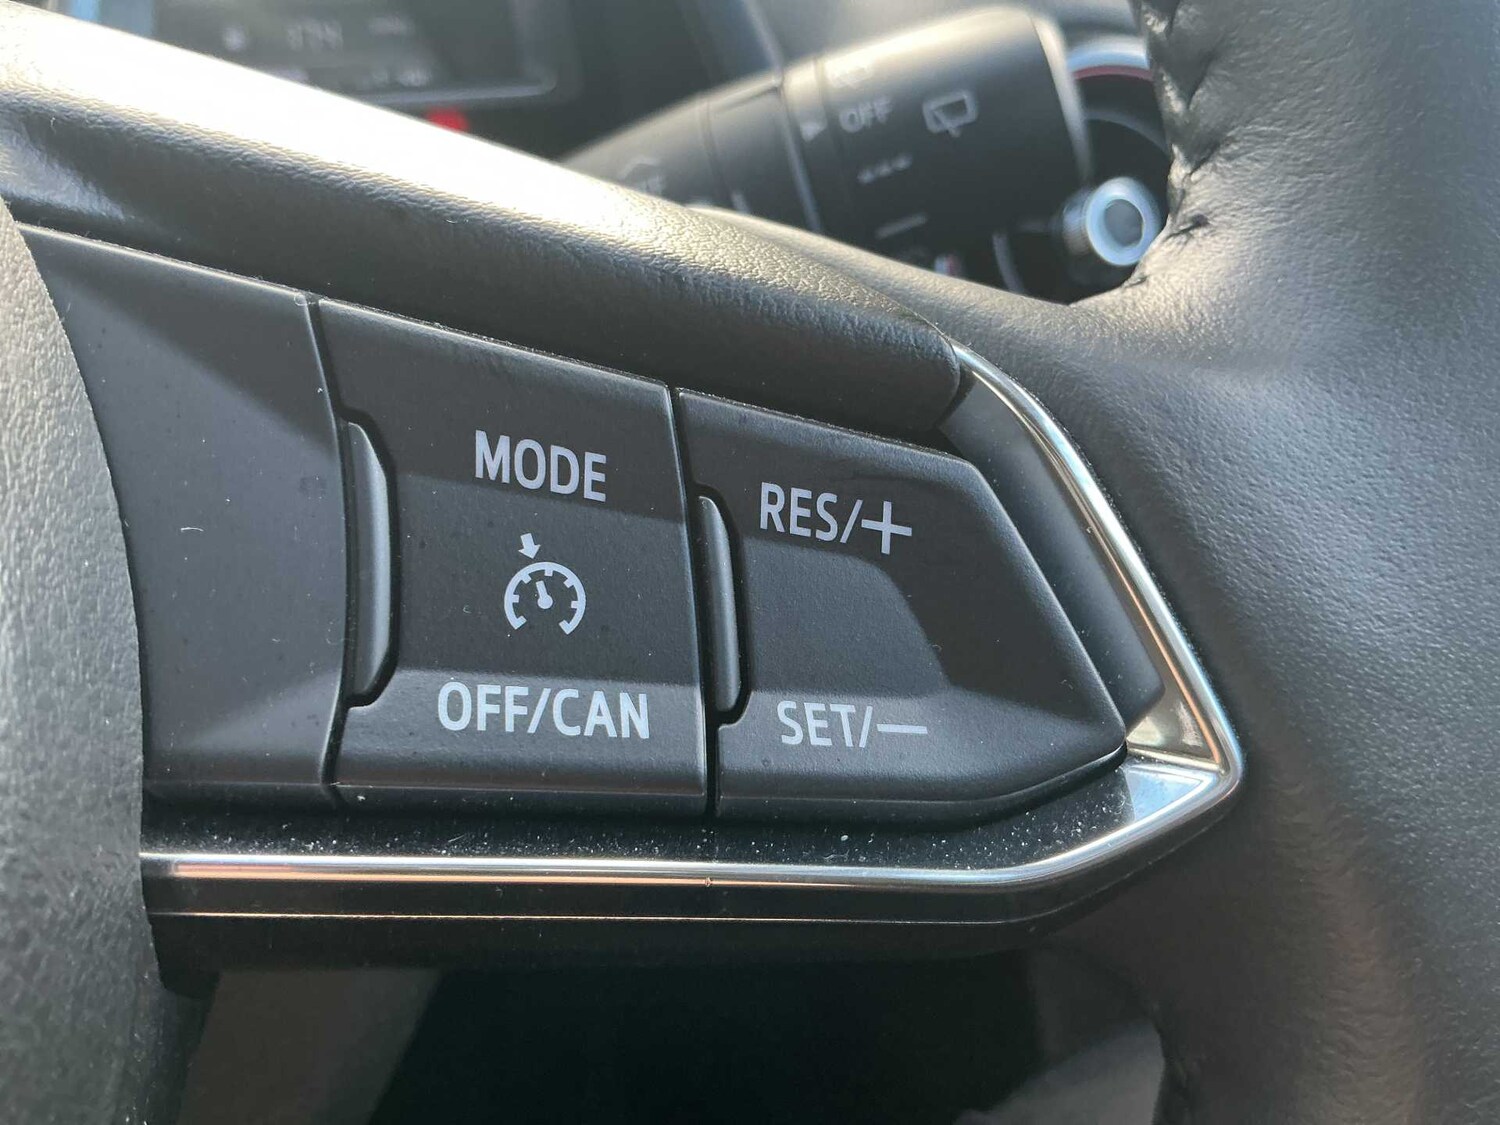 OFF
MODE
RES/+
OFF/CAN
SET/−